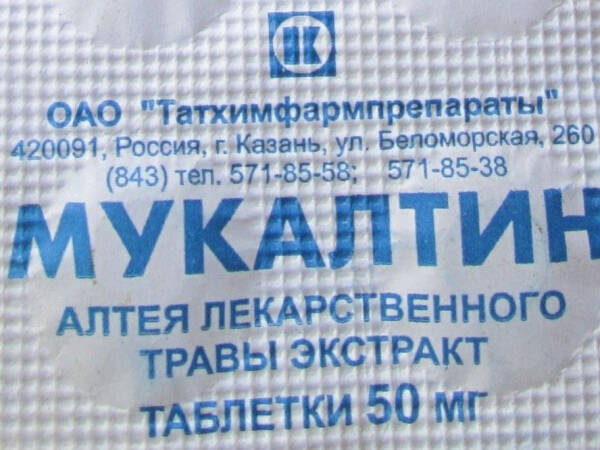 ОАО "Татхимфармпрепараты"
420091, Россия, г. Казань, ул. Беломорская, 260
(843) тел. 571-85-58; 571-85-38
МУКАЛТИН
АЛТЕЯ ЛЕКАРСТВЕННОГО
ТРАВЫ ЭКСТРАКТ
ТАБЛЕТКИ 50 мг